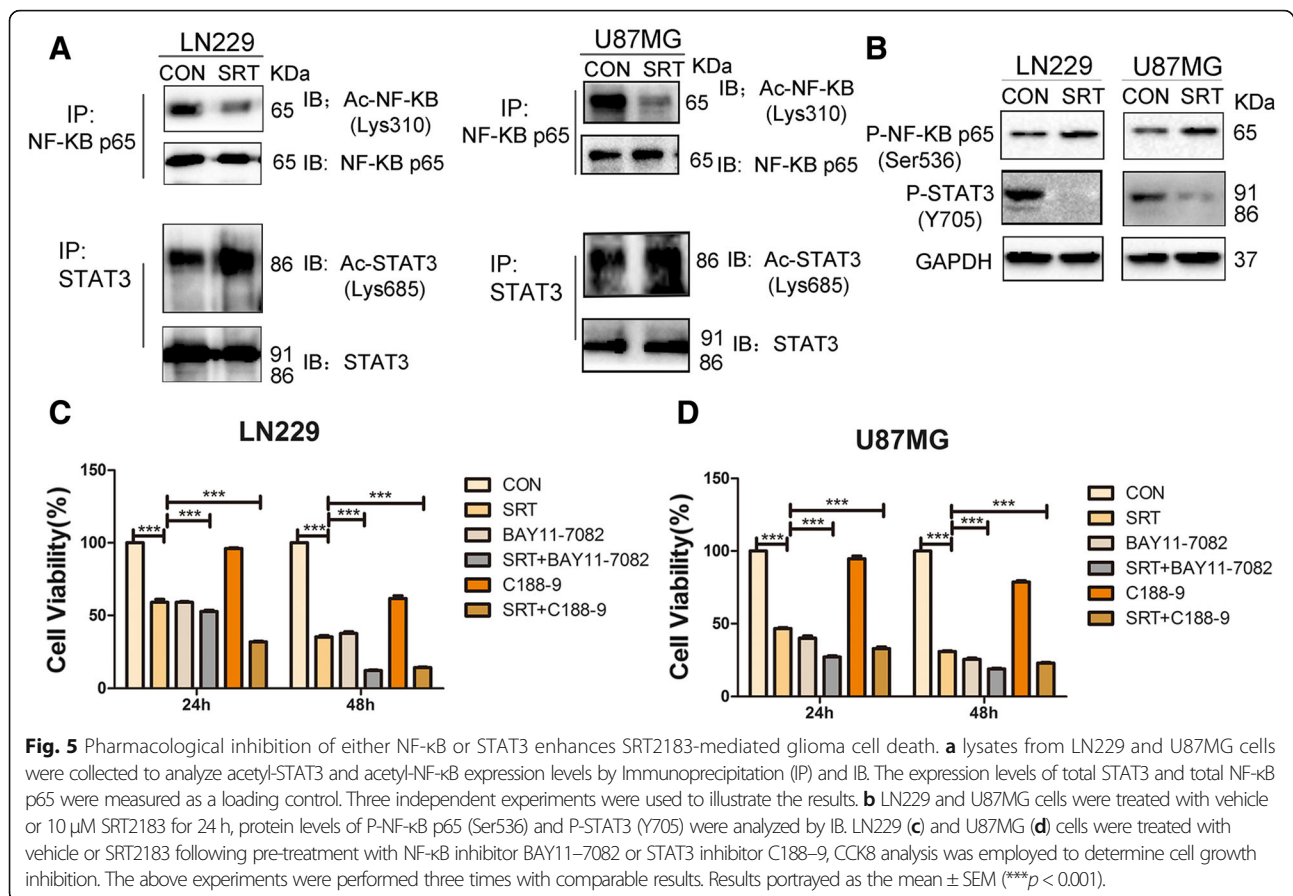 A
LN229
CON SRT KDa
IP:
NF-KB p65
65 IB; Ac-NF-KB
(Lys310)
65 IB: NF-KB p65
IP:
STAT3
86 IB: Ac-STAT3
(Lys685)
91
86
IB: STAT3
U87MG
CON SRT KDa
IP:
NF-KB p65
65 IB; Ac-NF-KB
(Lys310)
65 IB: NF-KB p65
IP:
STAT3
86 IB: Ac-STAT3
(Lys685)
91
86
IB: STAT3
B
LN229 U87MG
CON SRT CON SRT KDa
P-NF-KB p65
(Ser536)
65
P-STAT3
(Y705)
91
86
GAPDH 37
C
LN229
Cell Viability(%)
150
100
50
0
*** *** ***
*** *** ***
24h 48h
CON
SRT
BAY11-7082
SRT+BAY11-7082
C188-9
SRT+C188-9
D
U87MG
Cell Viability(%)
150
100
50
0
*** *** ***
*** *** ***
24h 48h
CON
SRT
BAY11-7082
SRT+BAY11-7082
C188-9
SRT+C188-9
Fig. 5 Pharmacological inhibition of either NF-κB or STAT3 enhances SRT2183-mediated glioma cell death. a lysates from LN229 and U87MG cells
were collected to analyze acetyl-STAT3 and acetyl-NF-κB expression levels by Immunoprecipitation (IP) and IB. The expression levels of total STAT3 and total NF-κB
p65 were measured as a loading control. Three independent experiments were used to illustrate the results. b LN229 and U87MG cells were treated with vehicle
or 10 μM SRT2183 for 24 h, protein levels of P-NF-κB p65 (Ser536) and P-STAT3 (Y705) were analyzed by IB. LN229 (c) and U87MG (d) cells were treated with
vehicle or SRT2183 following pre-treatment with NF-κB inhibitor BAY11–7082 or STAT3 inhibitor C188–9, CCK8 analysis was employed to determine cell growth
inhibition. The above experiments were performed three times with comparable results. Results portrayed as the mean ± SEM (***p < 0.001).